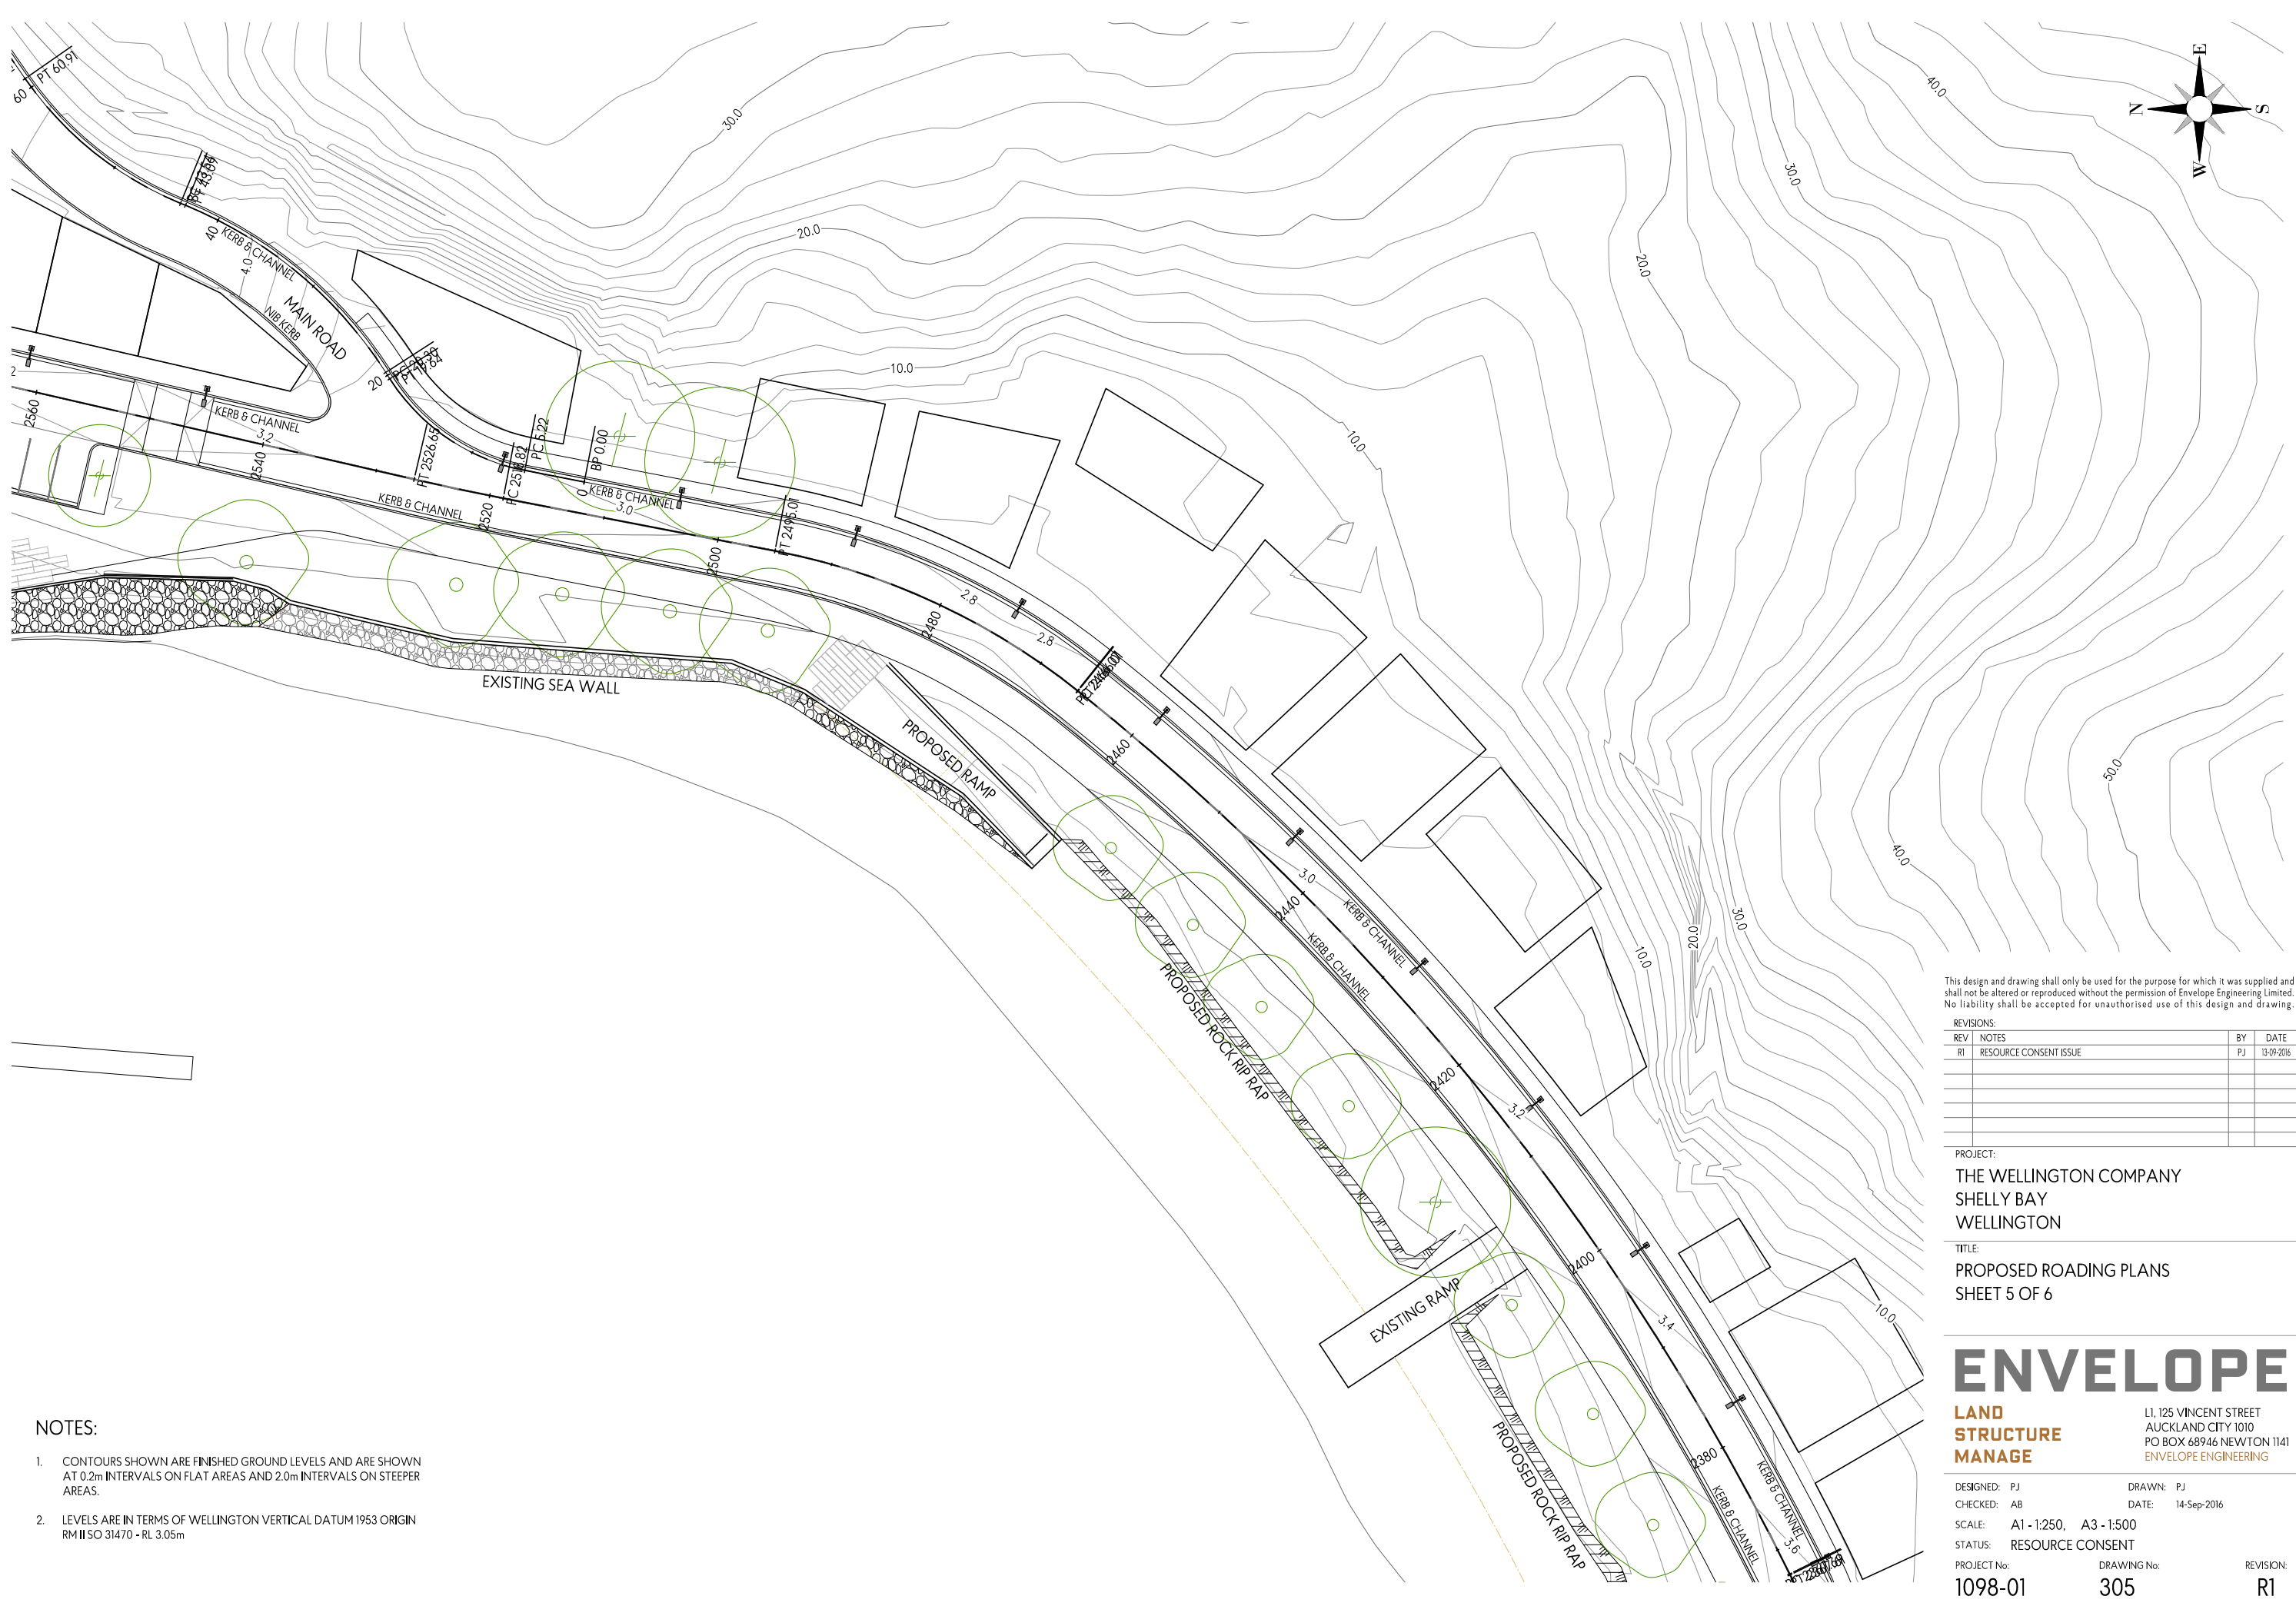 PT 60.91
60
PT 43.09
40
KERB & CHANNEL
4.0
MAIN ROAD
NIB KERB
20
PT 19.64
2
2560
KERB & CHANNEL
3.2
2540
PT 2526.65
KERB & CHANNEL
2520
PC 5.22
BP 0.00
0
KERB & CHANNEL
3.0
PT 2495.01
2500
2480
2.8
2.8
2460
3.0
2440
KERB & CHANNEL
KERB & CHANNEL
2420
3.2
2400
3.4
2380
KERB & CHANNEL
KERB & CHANNEL
3.6
30.0
20.0
10.0
10.0
40.0
30.0
20.0
50.0
40.0
30.0
20.0
10.0
10.0
EXISTING SEA WALL
PROPOSED RAMP
PROPOSED ROCK RIP RAP
EXISTING RAMP
PROPOSED ROCK RIP RAP
E
N
S
W
NOTES:
1. CONTOURS SHOWN ARE FINISHED GROUND LEVELS AND ARE SHOWN
AT 0.2m INTERVALS ON FLAT AREAS AND 2.0m INTERVALS ON STEEPER
AREAS.
2. LEVELS ARE IN TERMS OF WELLINGTON VERTICAL DATUM 1953 ORIGIN
RM II SO 31470 - RL 3.05m
This design and drawing shall only be used for the purpose for which it was supplied and
shall not be altered or reproduced without the permission of Envelope Engineering Limited.
No liability shall be accepted for unauthorised use of this design and drawing.
REVISIONS:
REV NOTES BY DATE
R1 RESOURCE CONSENT ISSUE PJ 13-09-2016
PROJECT:
THE WELLINGTON COMPANY
SHELLY BAY
WELLINGTON
TITLE:
PROPOSED ROADING PLANS
SHEET 5 OF 6
ENVELOPE
LAND
STRUCTURE
MANAGE
L1, 125 VINCENT STREET
AUCKLAND CITY 1010
PO BOX 68946 NEWTON 1141
ENVELOPE ENGINEERING
DESIGNED: PJ DRAWN: PJ
CHECKED: AB DATE: 14-Sep-2016
SCALE: A1 - 1:250, A3 - 1:500
STATUS: RESOURCE CONSENT
PROJECT No: DRAWING No: REVISION:
1098-01 305 R1